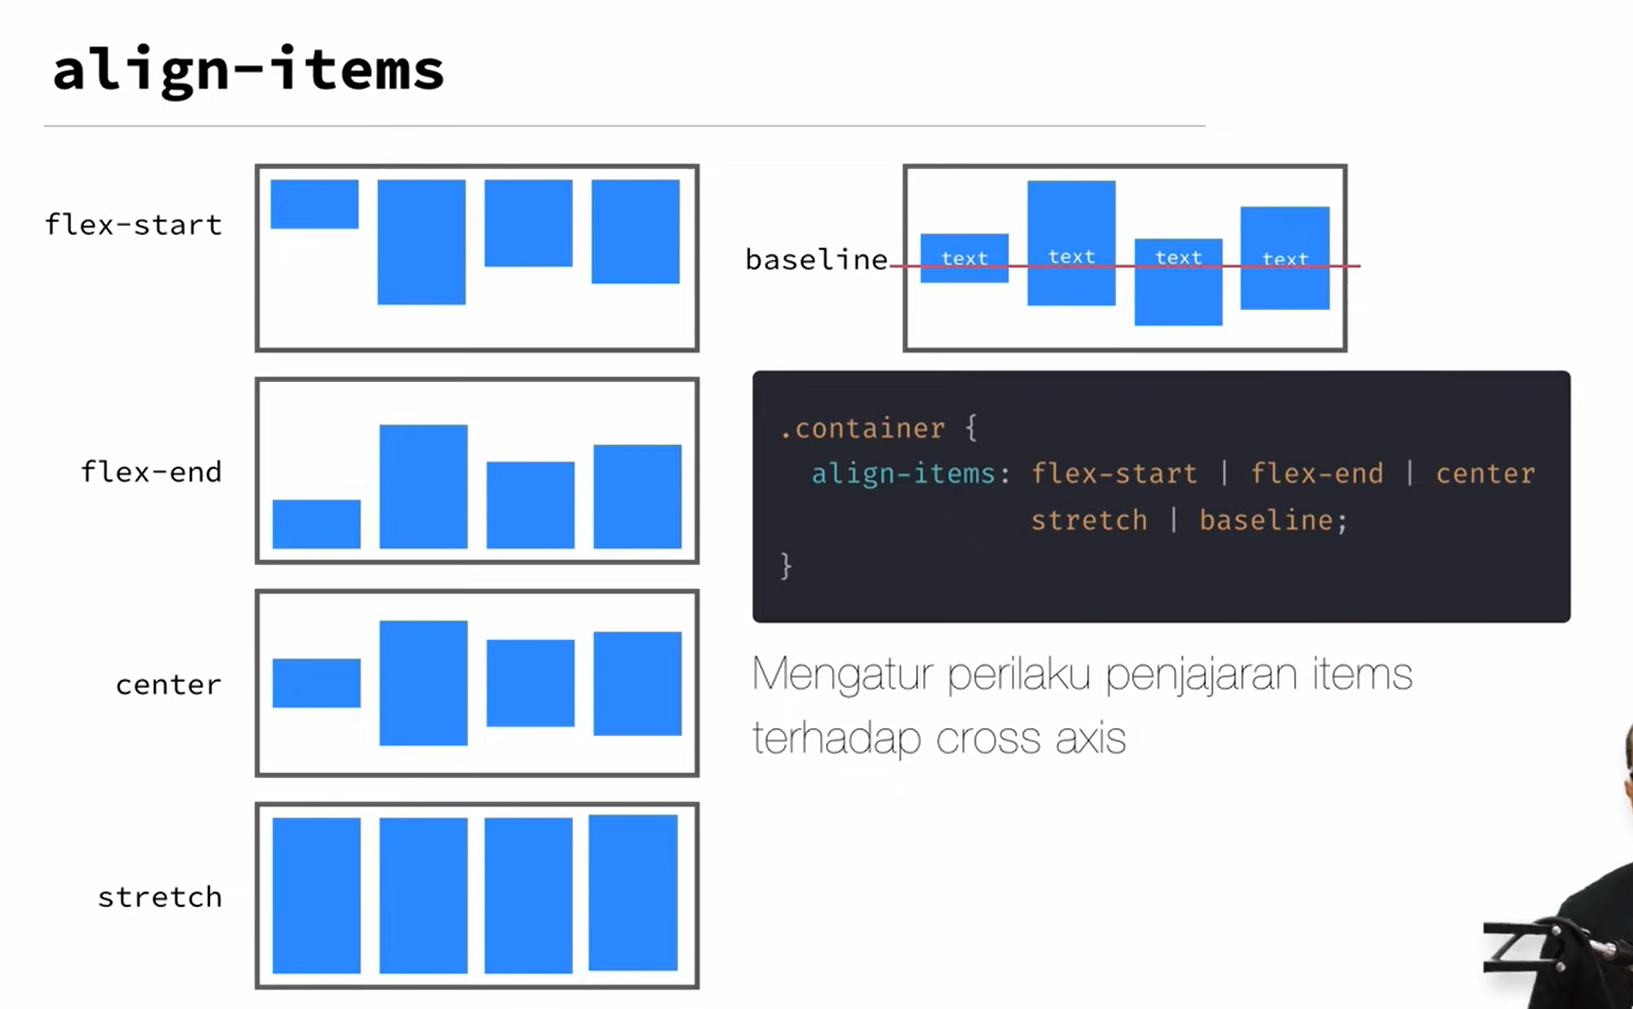 align-items
flex-start
flex-end
center
stretch
baseline
text text text text
.container {
align-items: flex-start | flex-end | center
stretch | baseline;
}
Mengatur perilaku penjajaran items
terhadap cross axis